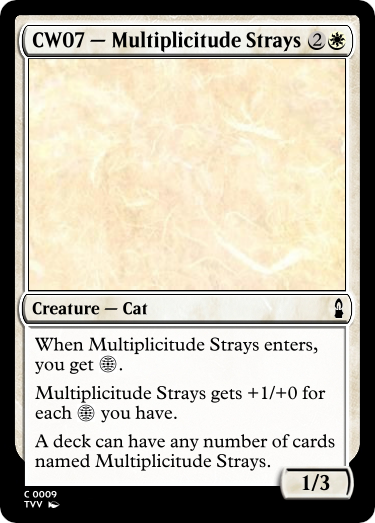 CW07 — Multiplicitude Strays 2
Creature — Cat
When Multiplicitude Strays enters,
you get .
Multiplicitude Strays gets +1/+0 for
each you have.
A deck can have any number of cards
named Multiplicitude Strays.
1/3
C 0009
TVV